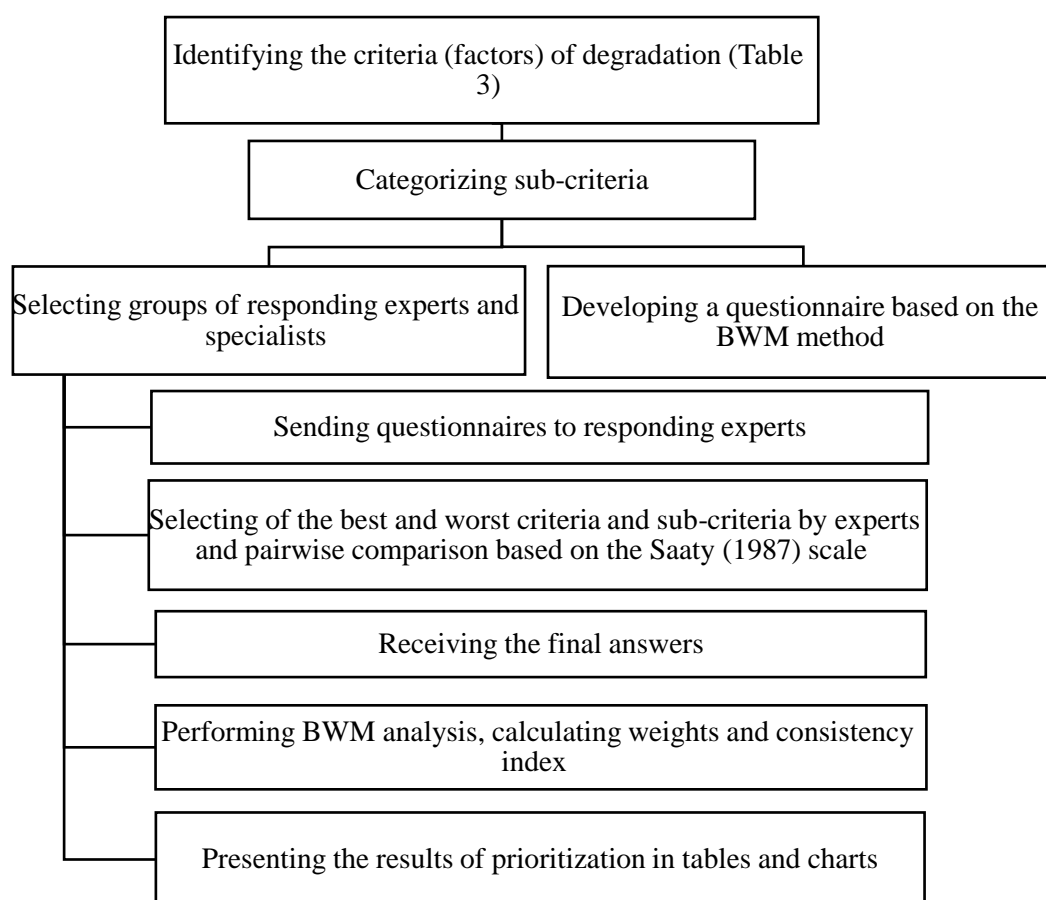 Identifying the criteria (factors) of degradation (Table
3)
Categorizing sub-criteria
Selecting groups of responding experts and
specialists
Developing a questionnaire based on the
BWM method
Sending questionnaires to responding experts
Selecting of the best and worst criteria and sub-criteria by experts
and pairwise comparison based on the Saaty (1987) scale
Receiving the final answers
Performing BWM analysis, calculating weights and consistency
index
Presenting the results of prioritization in tables and charts